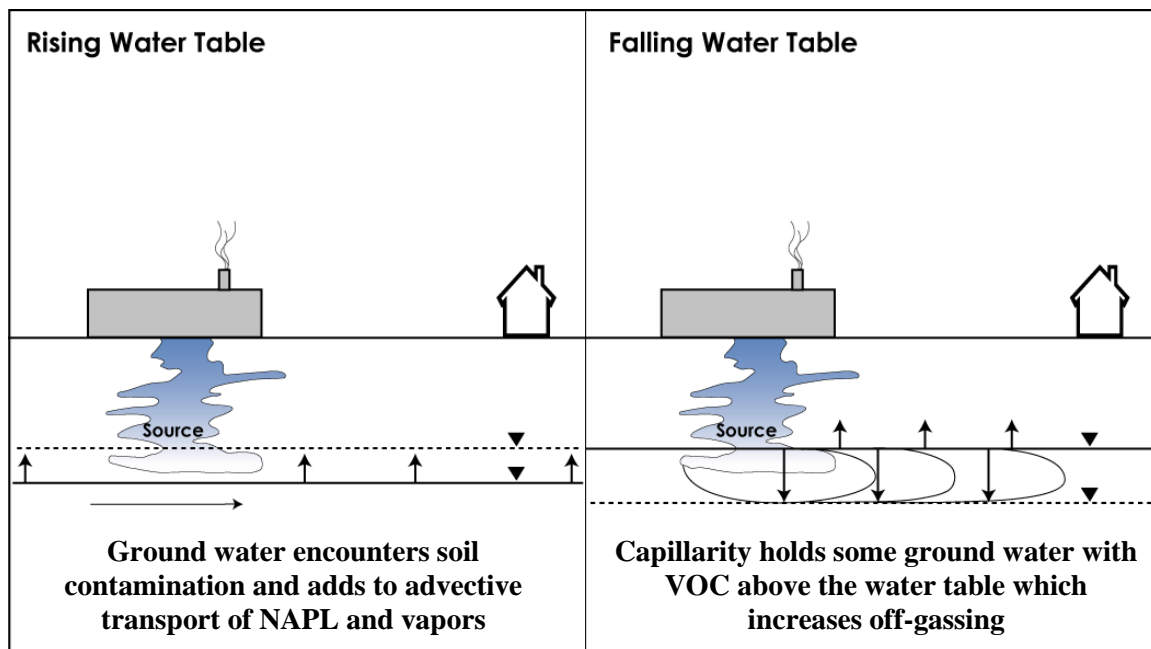 Rising Water Table
Source
Ground water encounters soil
contamination and adds to advective
transport of NAPL and vapors
Falling Water Table
Source
Capillarity holds some ground water with
VOC above the water table which
increases off-gassing